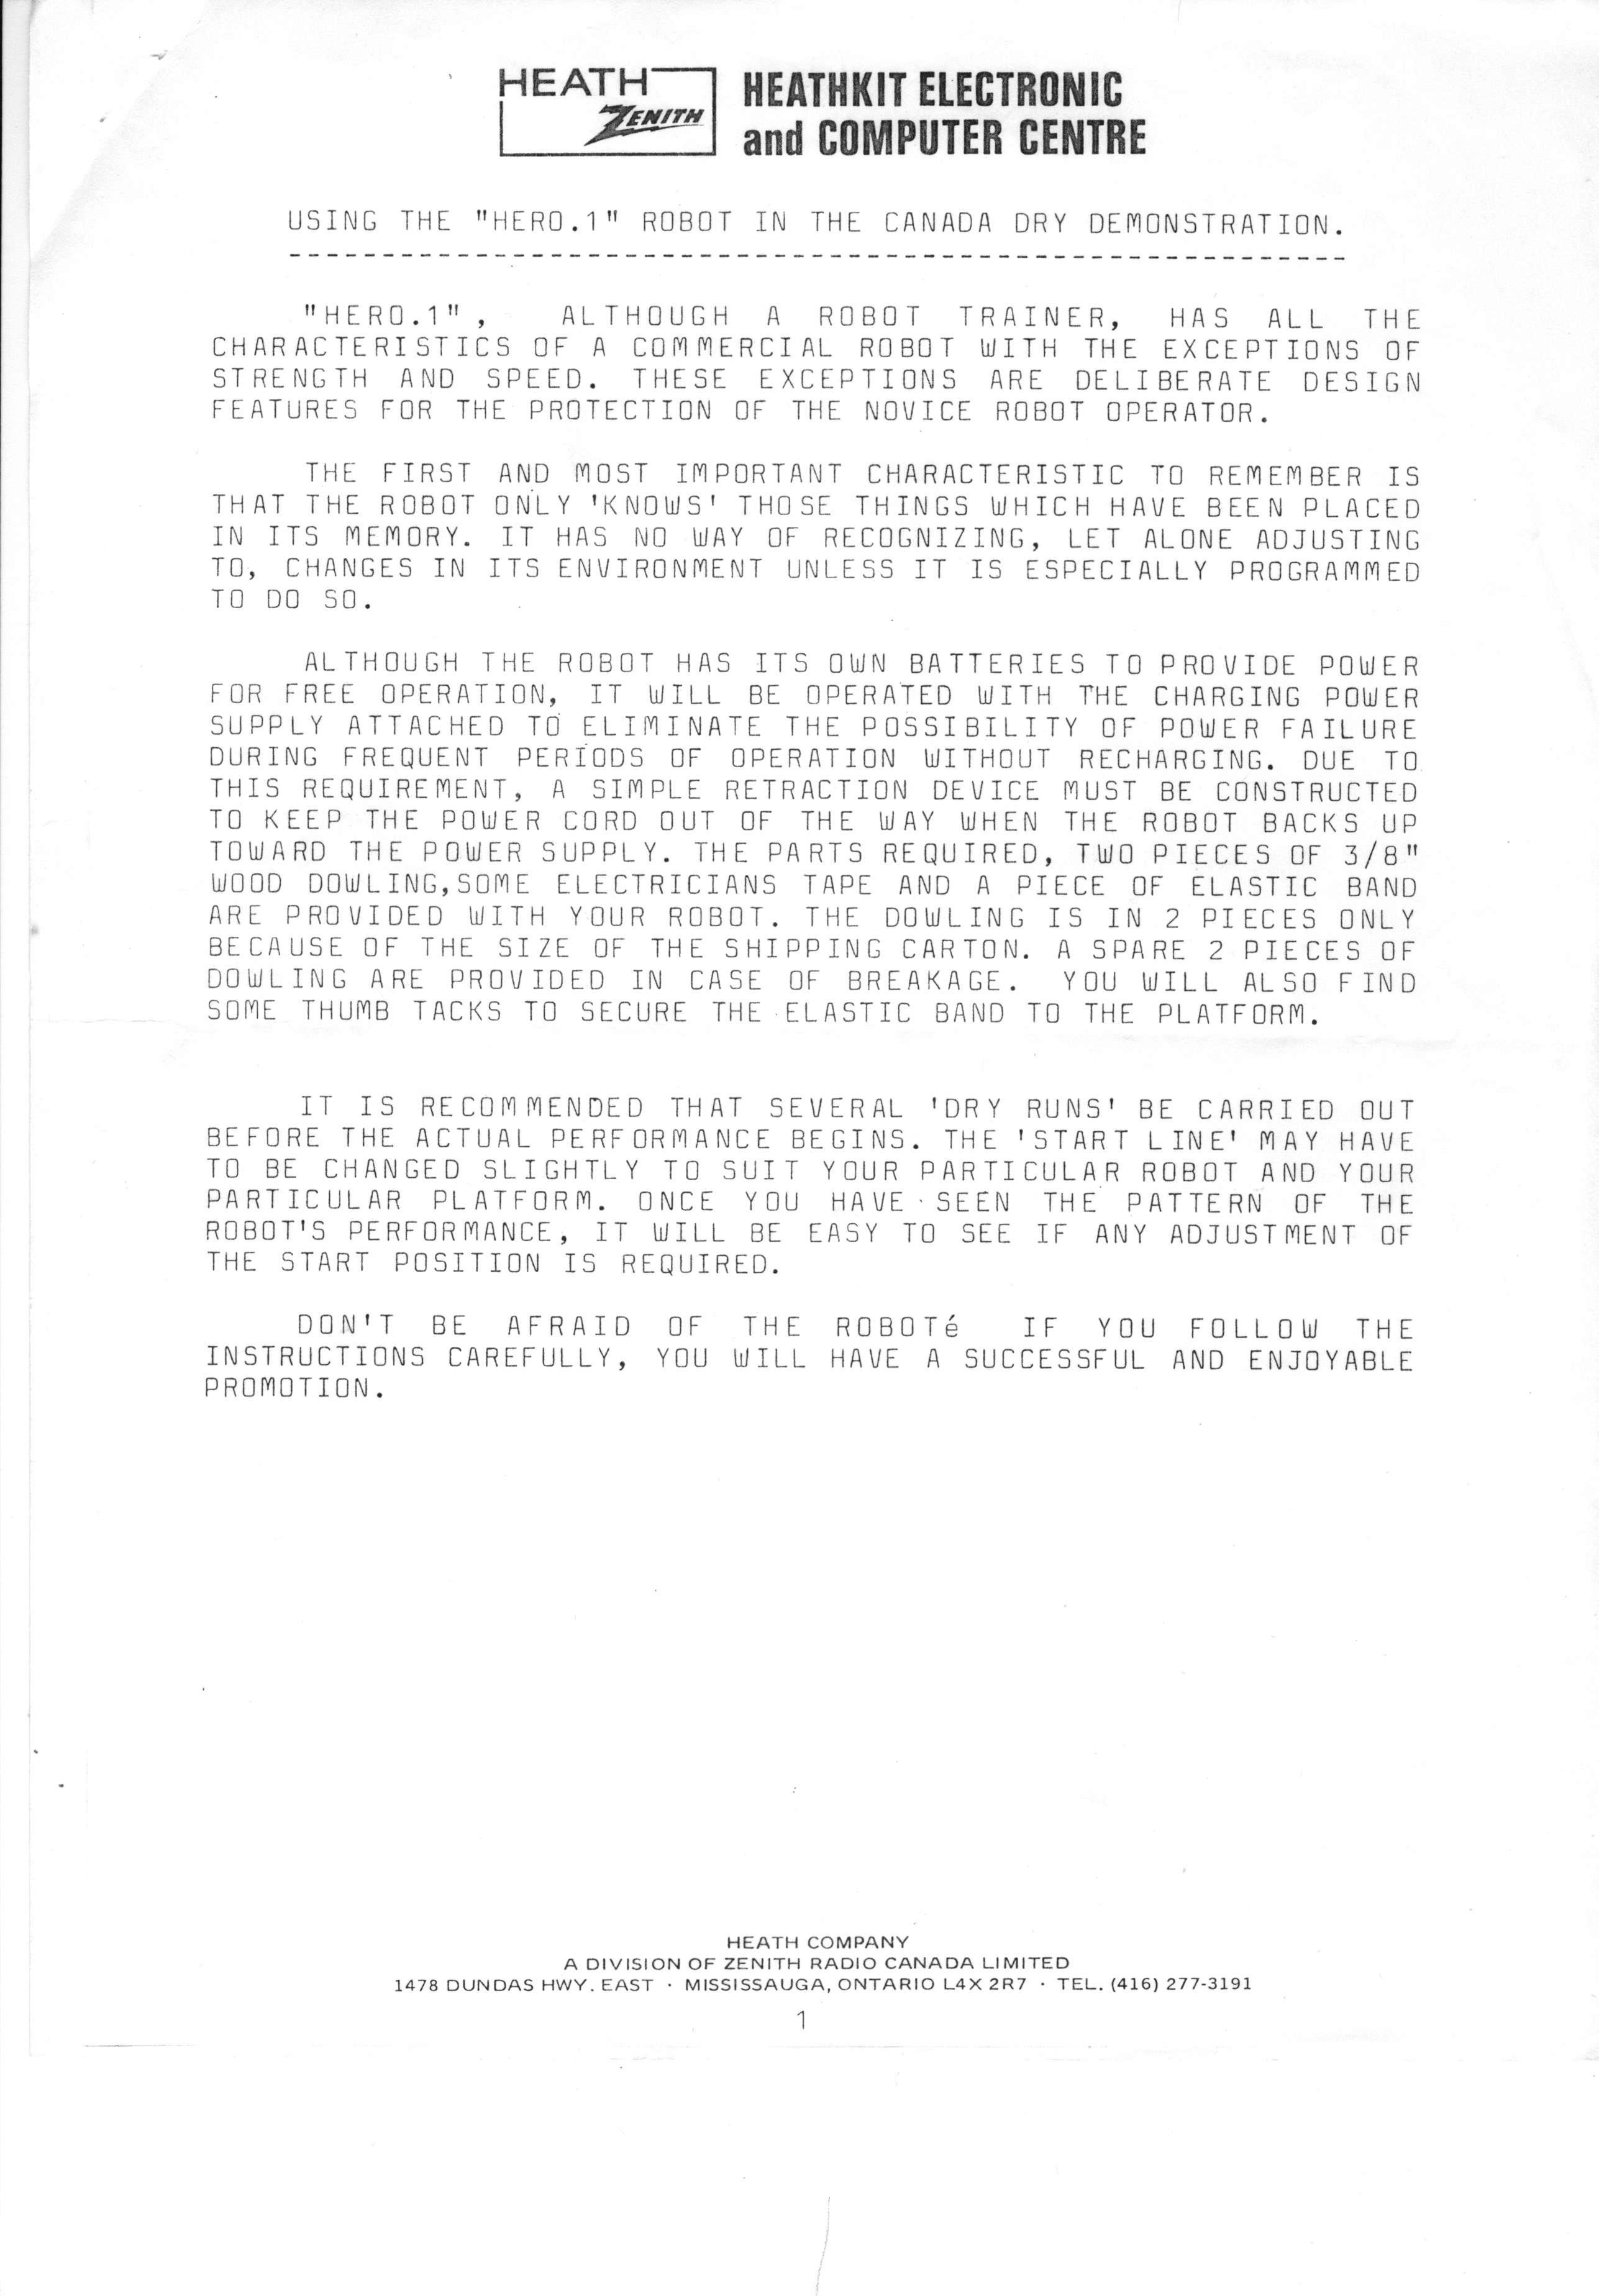 HEATH
ZENITH
HEATHKIT ELECTRONIC
and COMPUTER CENTRE
USING THE "HERO.1" ROBOT IN THE CANADA DRY DEMONSTRATION.
---------------------------------------------------------
"HERO.1", ALTHOUGH A ROBOT TRAINER, HAS ALL THE
CHARACTERISTICS OF A COMMERCIAL ROBOT WITH THE EXCEPTIONS OF
STRENGTH AND SPEED. THESE EXCEPTIONS ARE DELIBERATE DESIGN
FEATURES FOR THE PROTECTION OF THE NOVICE ROBOT OPERATOR.
THE FIRST AND MOST IMPORTANT CHARACTERISTIC TO REMEMBER IS
THAT THE ROBOT ONLY 'KNOWS' THOSE THINGS WHICH HAVE BEEN PLACED
IN ITS MEMORY. IT HAS NO WAY OF RECOGNIZING, LET ALONE ADJUSTING
TO, CHANGES IN ITS ENVIRONMENT UNLESS IT IS ESPECIALLY PROGRAMMED
TO DO SO.
ALTHOUGH THE ROBOT HAS ITS OWN BATTERIES TO PROVIDE POWER
FOR FREE OPERATION, IT WILL BE OPERATED WITH THE CHARGING POWER
SUPPLY ATTACHED TO ELIMINATE THE POSSIBILITY OF POWER FAILURE
DURING FREQUENT PERIODS OF OPERATION WITHOUT RECHARGING. DUE TO
THIS REQUIREMENT, A SIMPLE RETRACTION DEVICE MUST BE CONSTRUCTED
TO KEEP THE POWER CORD OUT OF THE WAY WHEN THE ROBOT BACKS UP
TOWARD THE POWER SUPPLY. THE PARTS REQUIRED, TWO PIECES OF 3/8"
WOOD DOWLING,SOME ELECTRICIANS TAPE AND A PIECE OF ELASTIC BAND
ARE PROVIDED WITH YOUR ROBOT. THE DOWLING IS IN 2 PIECES ONLY
BECAUSE OF THE SIZE OF THE SHIPPING CARTON. A SPARE 2 PIECES OF
DOWLING ARE PROVIDED IN CASE OF BREAKAGE. YOU WILL ALSO FIND
SOME THUMB TACKS TO SECURE THE ELASTIC BAND TO THE PLATFORM.
IT IS RECOMMENDED THAT SEVERAL 'DRY RUNS' BE CARRIED OUT
BEFORE THE ACTUAL PERFORMANCE BEGINS. THE 'START LINE' MAY HAVE
TO BE CHANGED SLIGHTLY TO SUIT YOUR PARTICULAR ROBOT AND YOUR
PARTICULAR PLATFORM. ONCE YOU HAVE SEEN THE PATTERN OF THE
ROBOT'S PERFORMANCE, IT WILL BE EASY TO SEE IF ANY ADJUSTMENT OF
THE START POSITION IS REQUIRED.
DON'T BE AFRAID OF THE ROBOTé IF YOU FOLLOW THE
INSTRUCTIONS CAREFULLY, YOU WILL HAVE A SUCCESSFUL AND ENJOYABLE
PROMOTION.
HEATH COMPANY
A DIVISION OF ZENITH RADIO CANADA LIMITED
1478 DUNDAS HWY. EAST · MISSISSAUGA, ONTARIO L4X 2R7 · TEL. (416) 277-3191
1